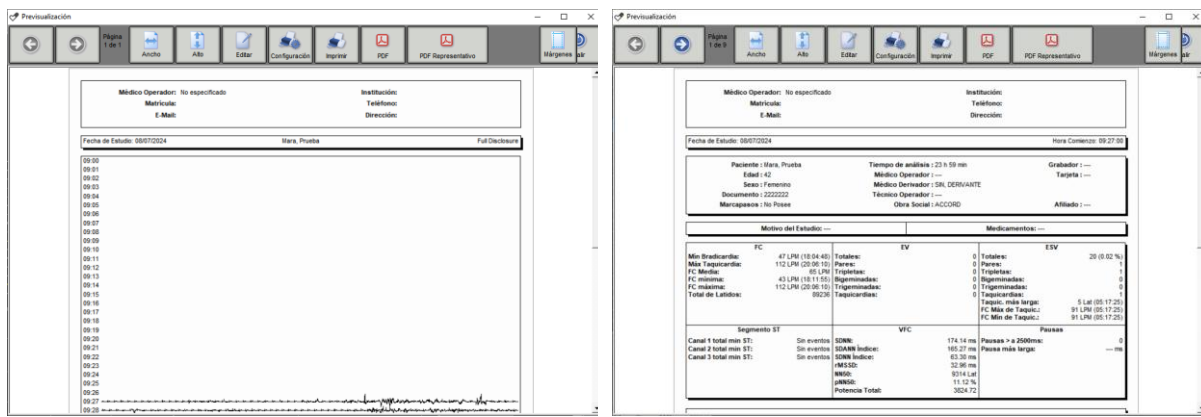 Previsualización
Página
1 de 1
Ancho
Alto
Editar
Configuración
Imprimir
PDF
PDF Representativo
Márgenes
Médico Operador: No especificado
Institución:
Matrícula:
Teléfono:
E-Mail:
Dirección:
Fecha de Estudio: 08/07/2024 Mara, Prueba Full Disclosure
09:00
09:01
09:02
09:03
09:04
09:05
09:06
09:07
09:08
09:09
09:10
09:11
09:12
09:13
09:14
09:15
09:16
09:17
09:18
09:19
09:20
09:21
09:22
09:23
09:24
09:25
09:26
09:27
09:28
Previsualización
Página
1 de 9
Ancho
Alto
Editar
Configuración
Imprimir
PDF
PDF Representativo
Márgenes
Médico Operador: No especificado
Institución:
Matrícula:
Teléfono:
E-Mail:
Dirección:
Fecha de Estudio: 08/07/2024 Hora Comienzo: 09:27:00
Paciente : Mara, Prueba Tiempo de análisis : 23 h 59 min Grabador : ---
Edad : 42 Médico Operador : --- Tarjeta : ---
Sexo : Femenino Médico Derivador : SIN, DERIVANTE
Documento : 2222222 Técnico Operador : ---
Marcapasos : No Posee Obra Social : ACCORD Afiliado : ---
Motivo del Estudio: --- Medicamentos: ---
FC
Min Bradicardia: 47 LPM (18:04:48)
Máx Taquicardia: 112 LPM (20:06:10)
FC Media: 65 LPM
FC mínima: 43 LPM (18:11:55)
FC máxima: 112 LPM (20:06:10)
Total de Latidos: 89236
EV
Totales: 0
Pares: 0
Tripletas: 0
Bigeminadas: 0
Trigeminadas: 0
Taquicardias: 0
ESV
Totales: 20 (0.02 %)
Pares: 1
Tripletas: 1
Bigeminadas: 0
Trigeminadas: 0
Taquicardias: 1
Taquic. más larga: 5 Lat (05:17:25)
FC Máx de Taquic.: 91 LPM (05:17:25)
FC Min de Taquic.: 91 LPM (05:17:25)
Segmento ST
Canal 1 total min ST: Sin eventos
Canal 2 total min ST: Sin eventos
Canal 3 total min ST: Sin eventos
VFC
SDNN: 174.14 ms
SDANN Índice: 165.27 ms
SDNN Índice: 63.30 ms
rMSSD: 32.96 ms
NN50: 9314 Lat
pNN50: 11.12 %
Potencia Total: 3824.72
Pausas
Pausas > a 2500ms: 0
Pausa más larga: --- ms